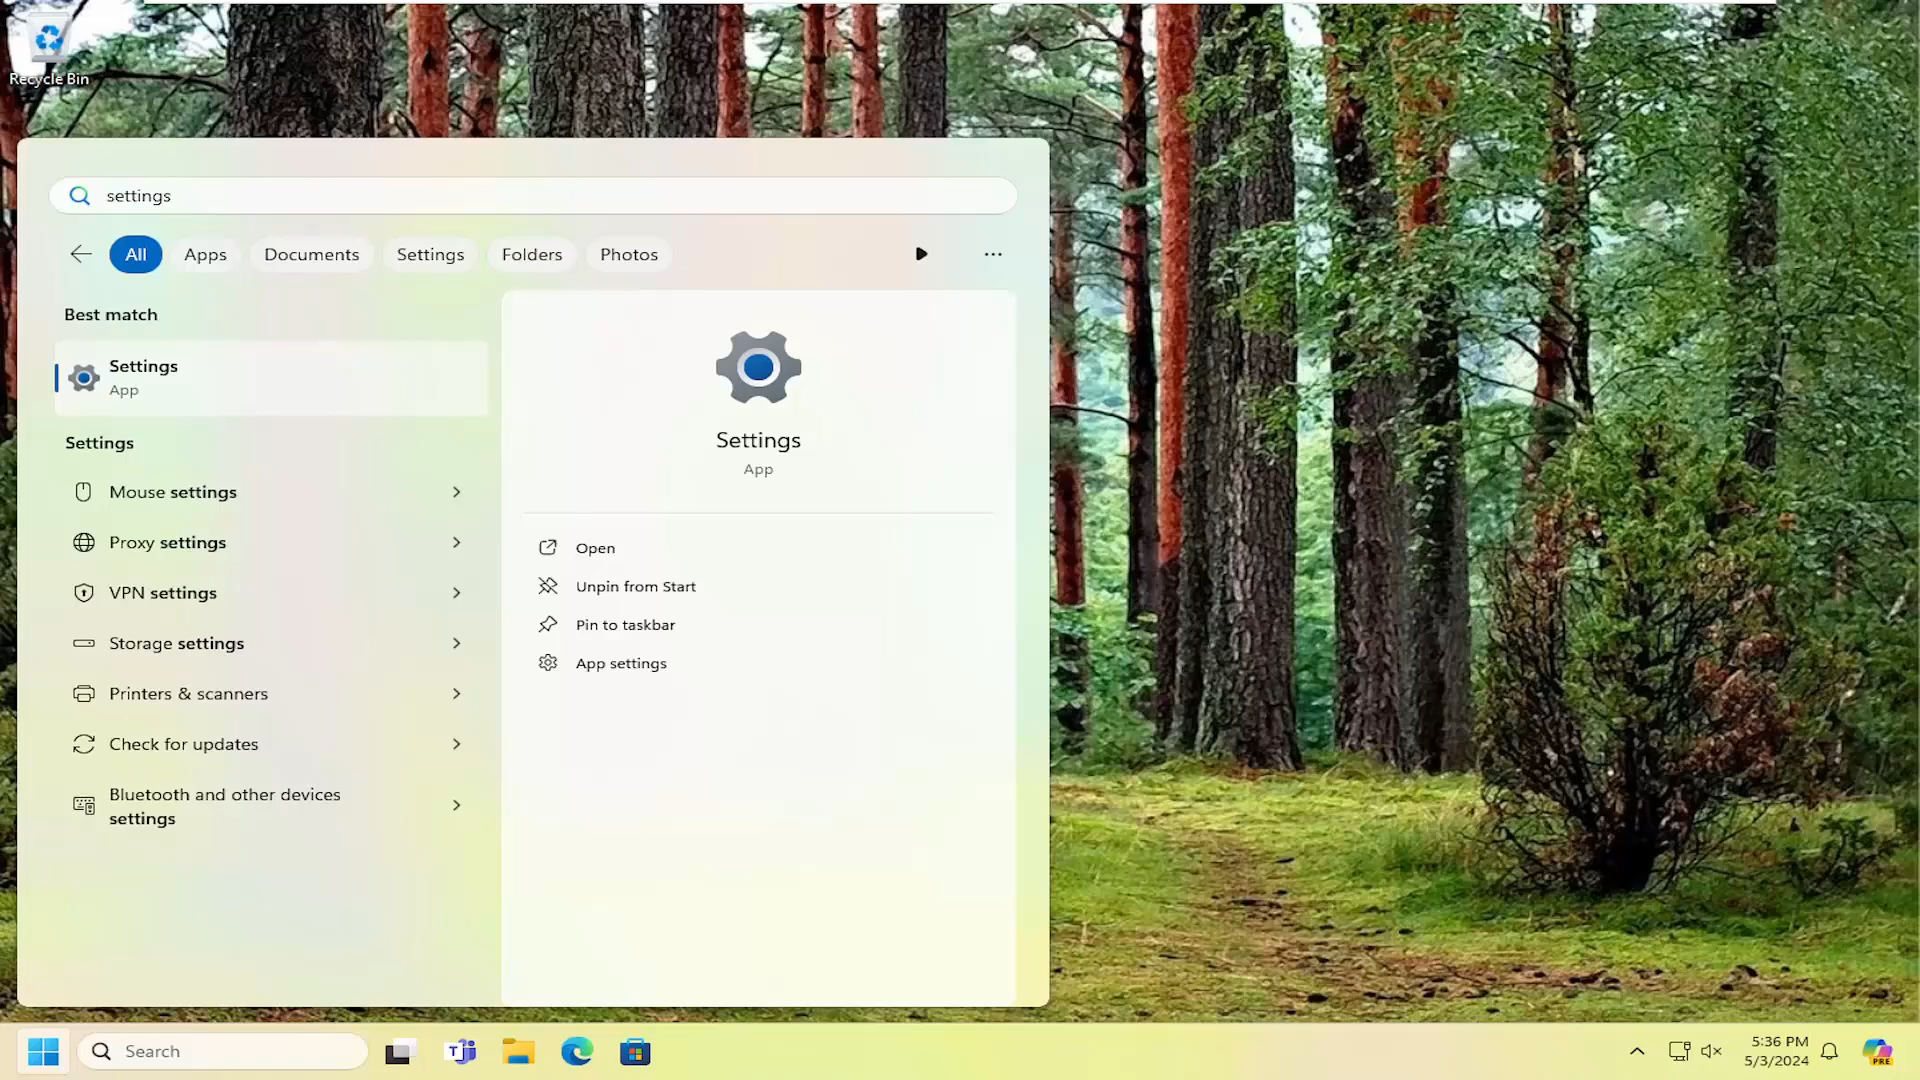 Recycle Bin
settings
All
Apps
Documents
Settings
Folders
Photos
Best match
Settings
App
Settings
Mouse settings
Proxy settings
VPN settings
Storage settings
Printers & scanners
Check for updates
Bluetooth and other devices
settings
Settings
App
Open
Unpin from Start
Pin to taskbar
App settings
Search
5:36 PM
5/3/2024
PRE